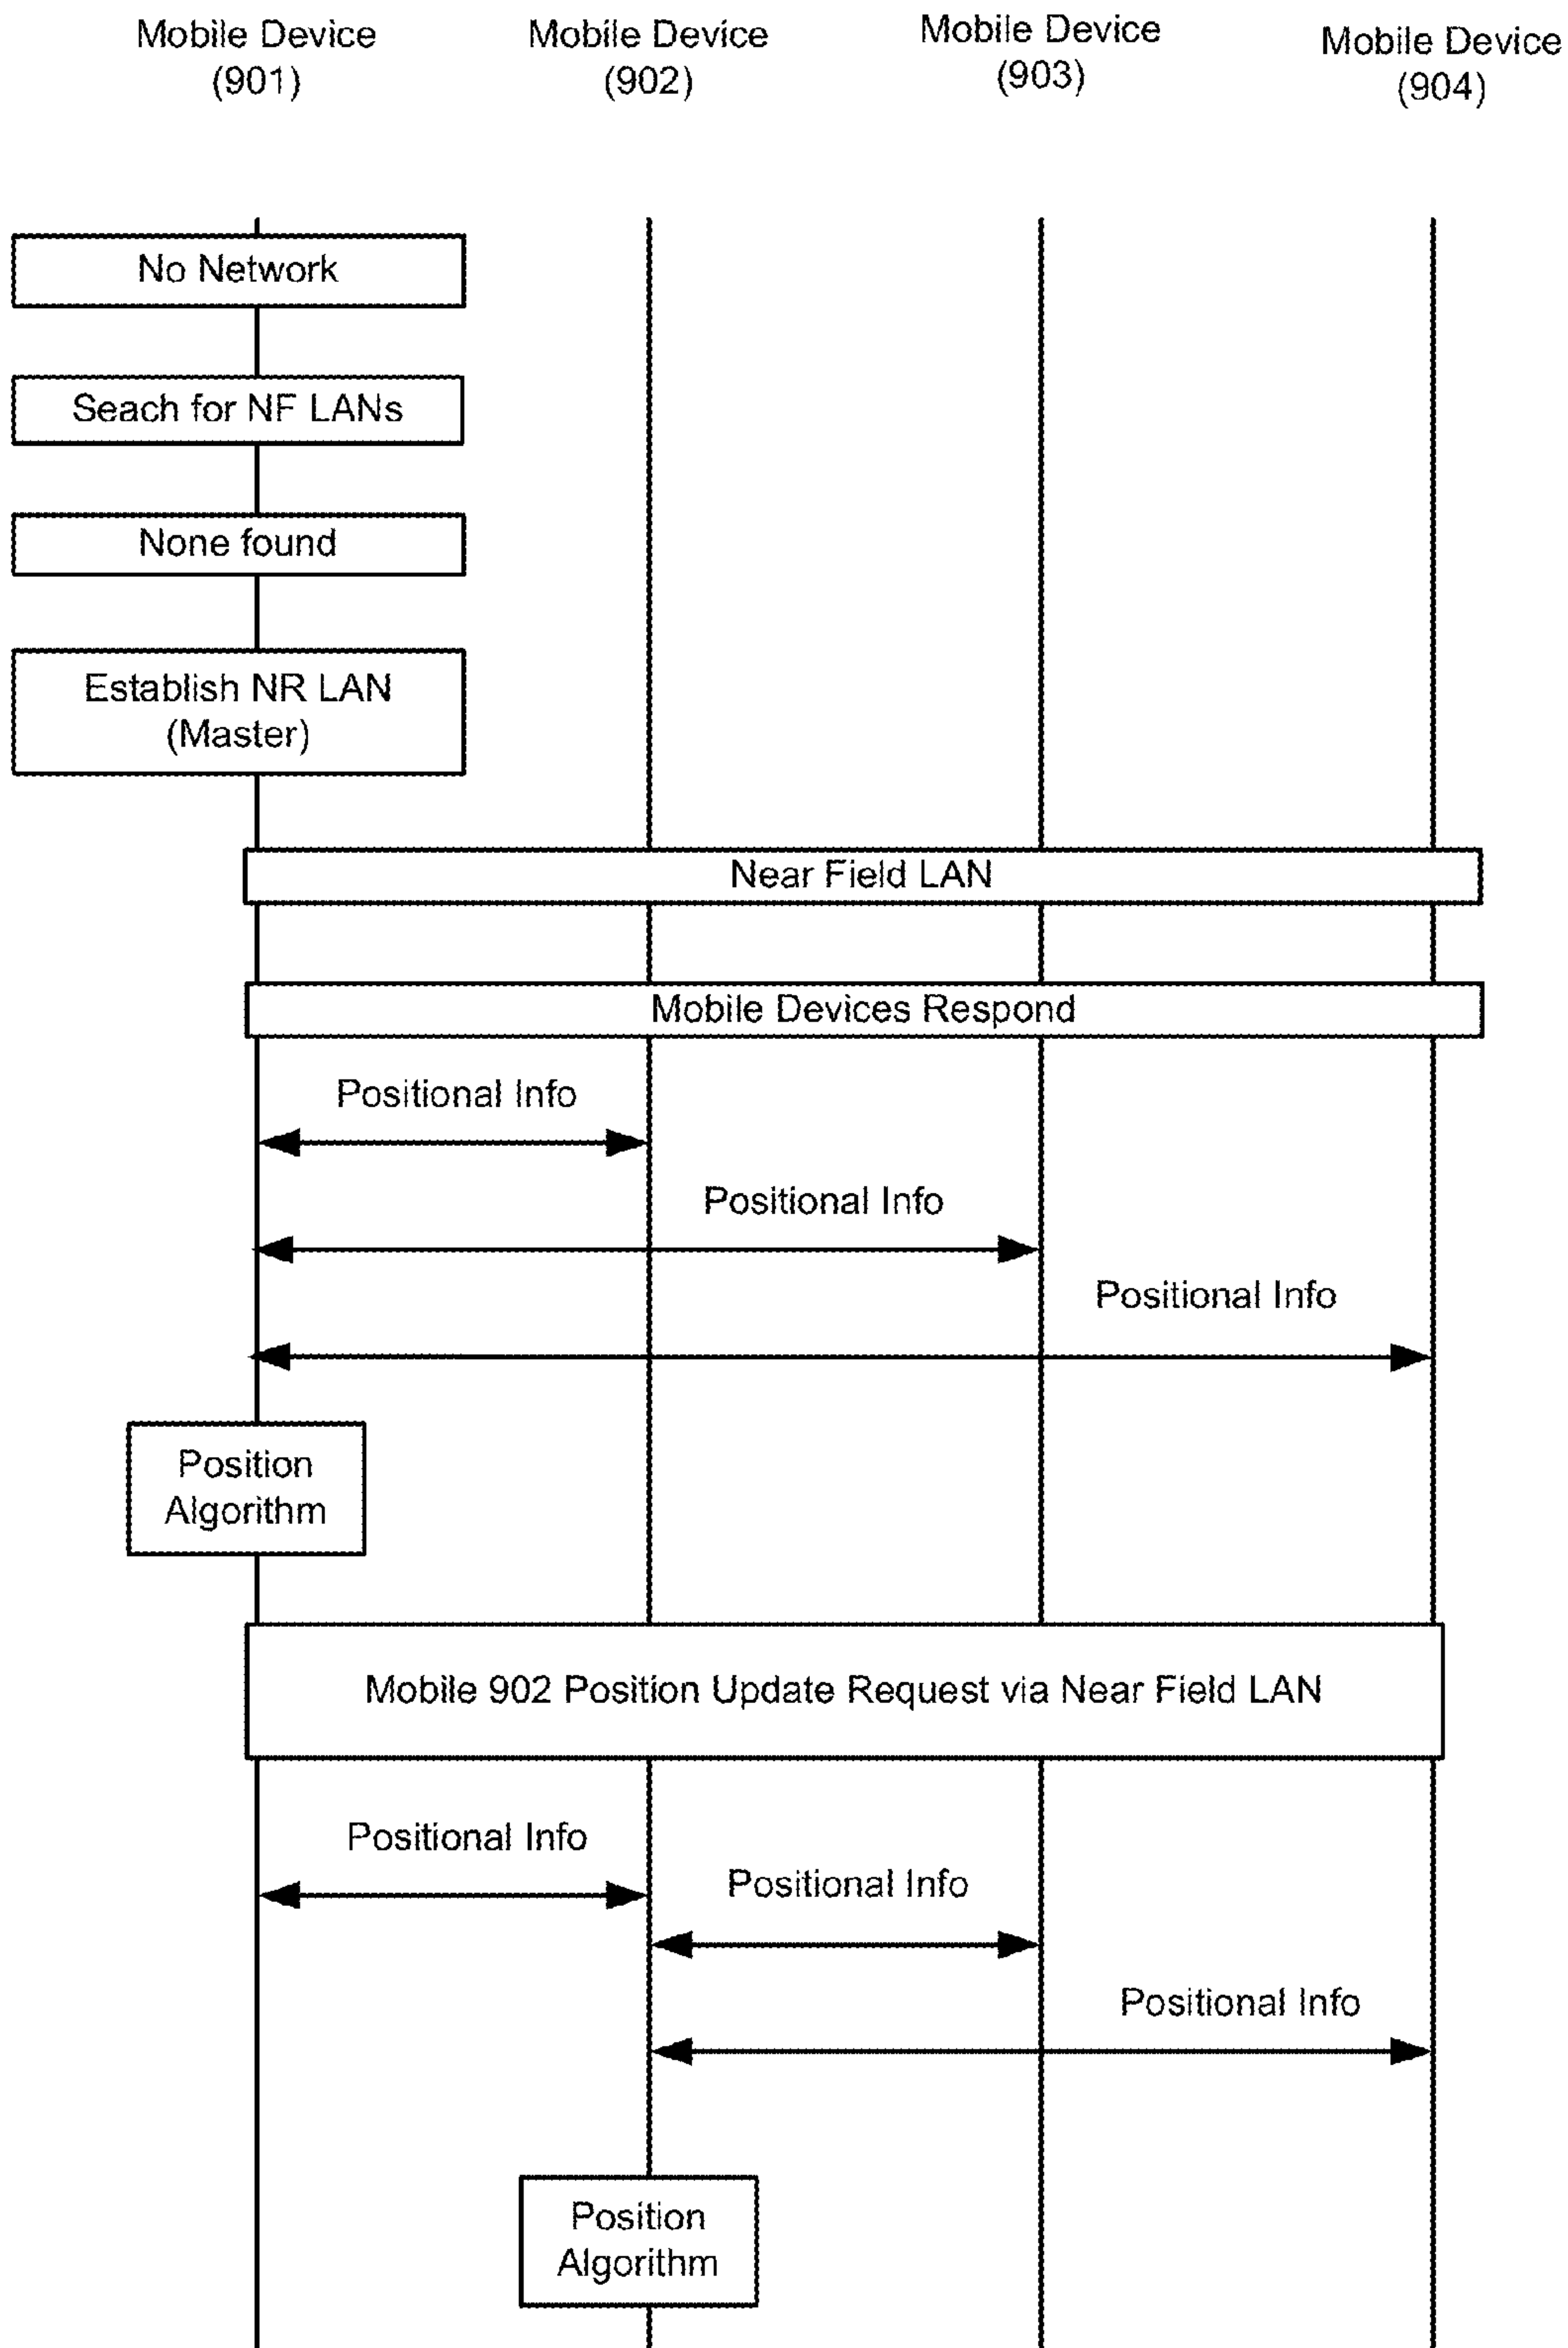 Mobile Device
(901)
Mobile Device
(902)
Mobile Device
(903)
Mobile Device
(904)
No Network
Seach for NF LANs
None found
Establish NR LAN
(Master)
Near Field LAN
Mobile Devices Respond
Positional Info
Positional Info
Positional Info
Position
Algorithm
Mobile 902 Position Update Request via Near Field LAN
Positional Info
Positional Info
Positional Info
Position
Algorithm